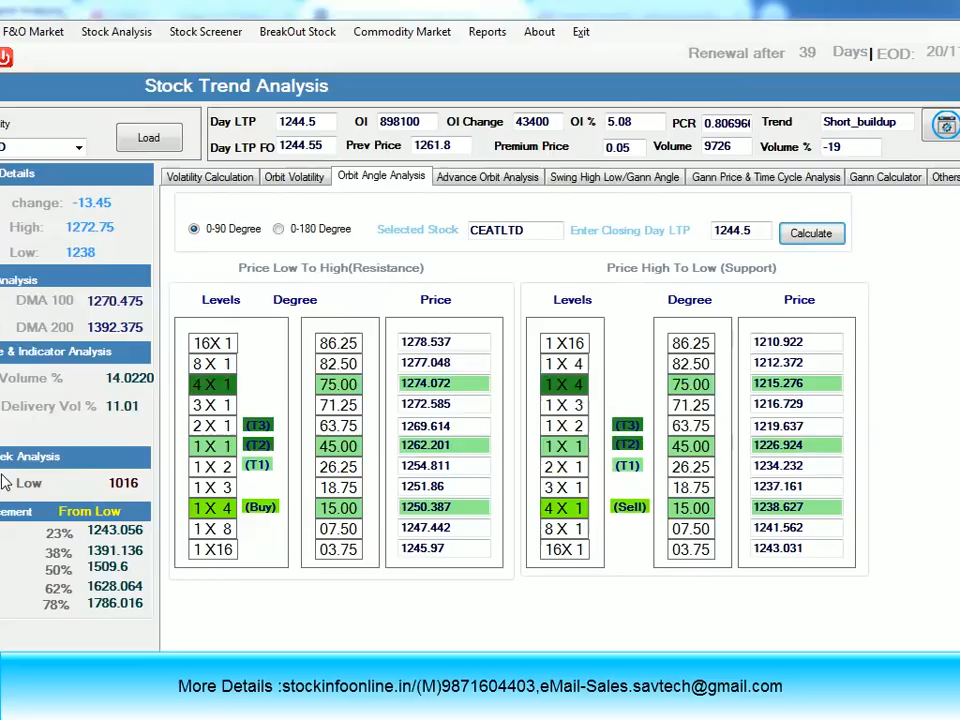 F&O Market Stock Analysis Stock Screener BreakOut Stock Commodity Market Reports About Exit
Renewal after 39 Days EOD: 20/1
Stock Trend Analysis
Load
Day LTP 1244.5 OI 898100 OI Change 43400 OI % 5.08 PCR 0.80696 Trend Short_buildup
Day LTP FO 1244.55 Prev Price 1261.8 Premium Price 0.05 Volume 9726 Volume % -19
Details
Volatility Calculation Orbit Volatility Orbit Angle Analysis Advance Orbit Analysis Swing High Low/Gann Angle Gann Price & Time Cycle Analysis Gann Calculator Others
change: -13.45
High: 1272.75
Low: 1238
0-90 Degree 0-180 Degree Selected Stock CEATLTD Enter Closing Day LTP 1244.5 Calculate
Analysis
DMA 100 1270.475
DMA 200 1392.375
e & Indicator Analysis
Volume % 14.0220
Delivery Vol % 11.01
ek Analysis
Low 1016
cement From Low
23% 1243.056
38% 1391.136
50% 1509.6
62% 1628.064
78% 1786.016
Price Low To High(Resistance)
Levels Degree Price
16X 1 86.25 1278.537
8 X 1 82.50 1277.048
4 X 1 75.00 1274.072
3 X 1 71.25 1272.585
2 X 1 (T3) 63.75 1269.614
1 X 1 (T2) 45.00 1262.201
1 X 2 (T1) 26.25 1254.811
1 X 3 18.75 1251.86
1 X 4 (Buy) 15.00 1250.387
1 X 8 07.50 1247.442
1 X16 03.75 1245.97
Price High To Low (Support)
Levels Degree Price
1 X16 86.25 1210.922
1 X 4 82.50 1212.372
1 X 4 75.00 1215.276
1 X 3 71.25 1216.729
1 X 2 (T3) 63.75 1219.637
1 X 1 (T2) 45.00 1226.924
2 X 1 (T1) 26.25 1234.232
3 X 1 18.75 1237.161
4 X 1 (Sell) 15.00 1238.627
8 X 1 07.50 1241.562
16X 1 03.75 1243.031
More Details :stockinfoonline.in/(M)9871604403,eMail-Sales.savtech@gmail.com